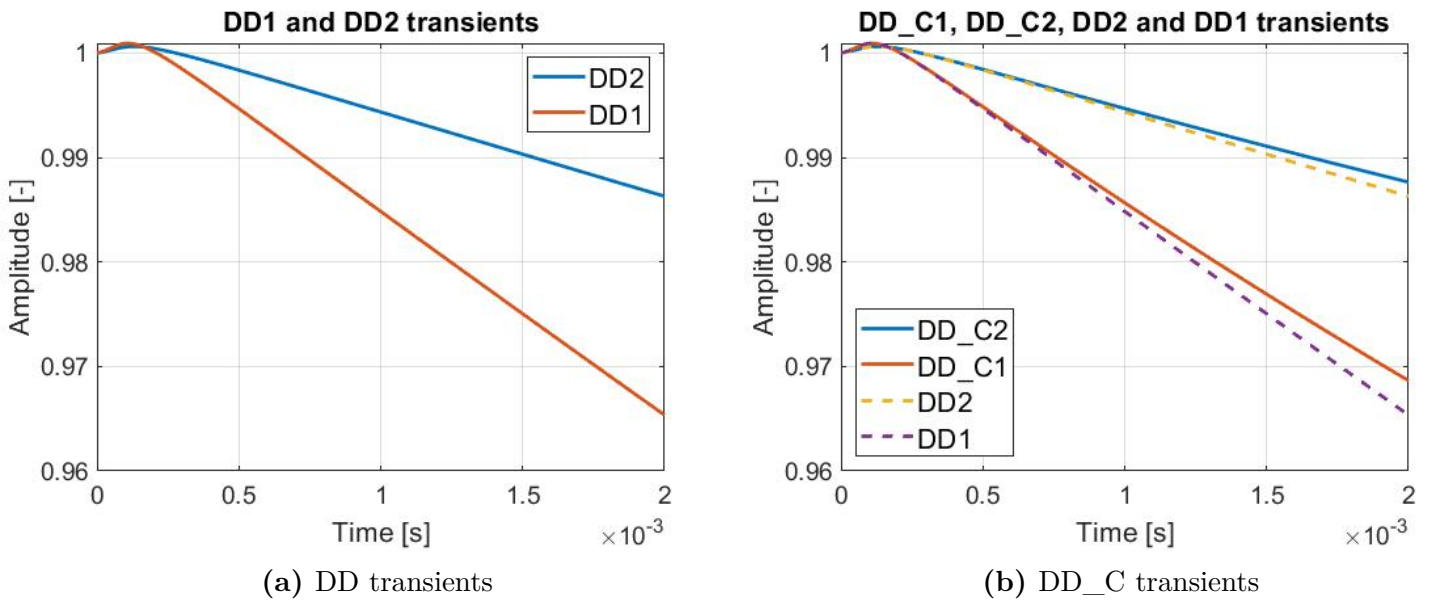 DD1 and DD2 transients
1
0.99
0.98
0.97
0.96
Amplitude [-]
DD2
DD1
0
0.5
1
1.5
2
Time [s]
×10⁻³
(a) DD transients
DD_C1, DD_C2, DD2 and DD1 transients
1
0.99
0.98
0.97
0.96
Amplitude [-]
DD_C2
DD_C1
DD2
DD1
0
0.5
1
1.5
2
Time [s]
×10⁻³
(b) DD_C transients